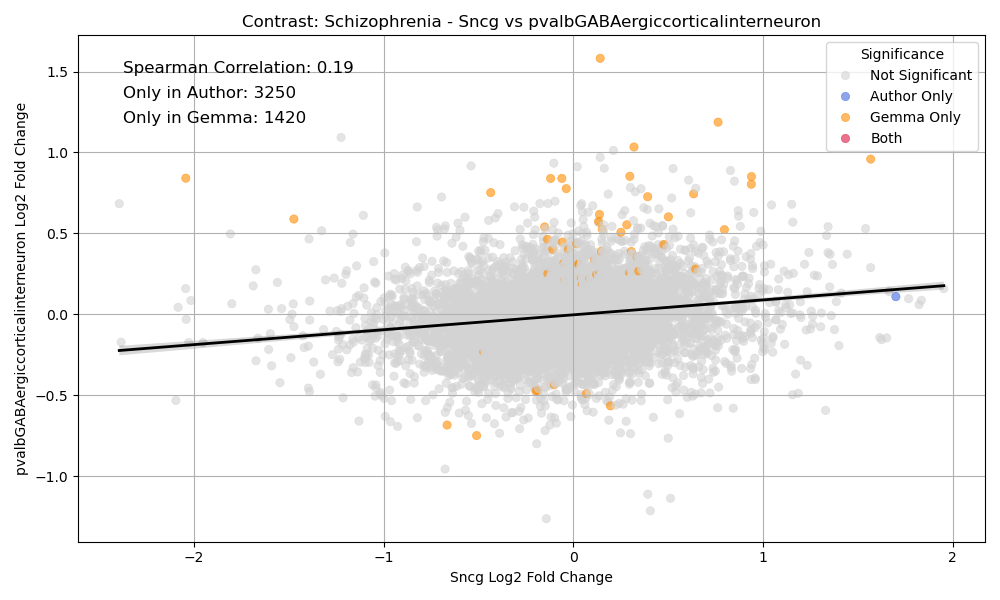 Contrast: Schizophrenia - Sncg vs pvalbGABAergiccorticalinterneuron
Spearman Correlation: 0.19
Only in Author: 3250
Only in Gemma: 1420
Significance
Not Significant
Author Only
Gemma Only
Both
pvalbGABAergiccorticalinterneuron Log2 Fold Change
1.5
1.0
0.5
0.0
−0.5
−1.0
−2
−1
0
1
2
Sncg Log2 Fold Change